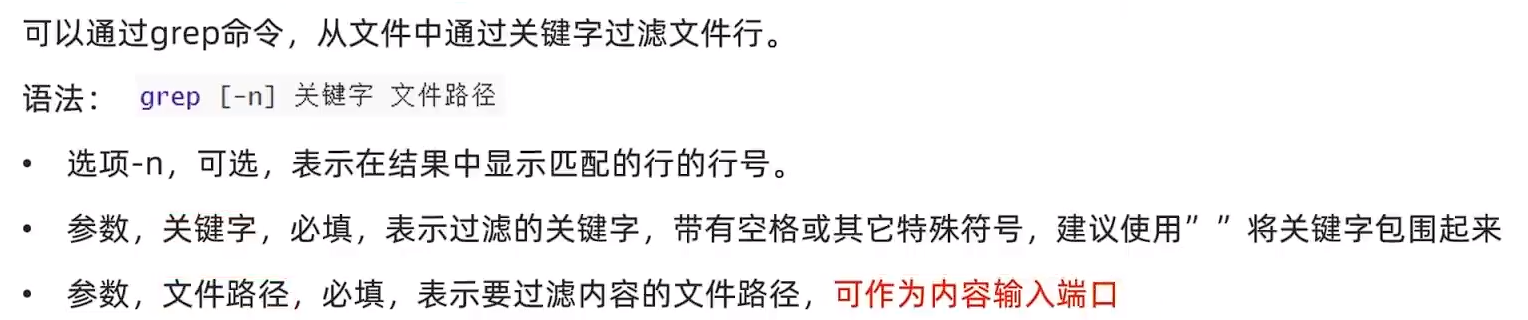 可以通过grep命令，从文件中通过关键字过滤文件行。
语法： grep [-n] 关键字 文件路径
• 选项-n，可选，表示在结果中显示匹配的行的行号。
• 参数，关键字，必填，表示过滤的关键字，带有空格或其它特殊符号，建议使用” ”将关键字包围起来
• 参数，文件路径，必填，表示要过滤内容的文件路径，可作为内容输入端口